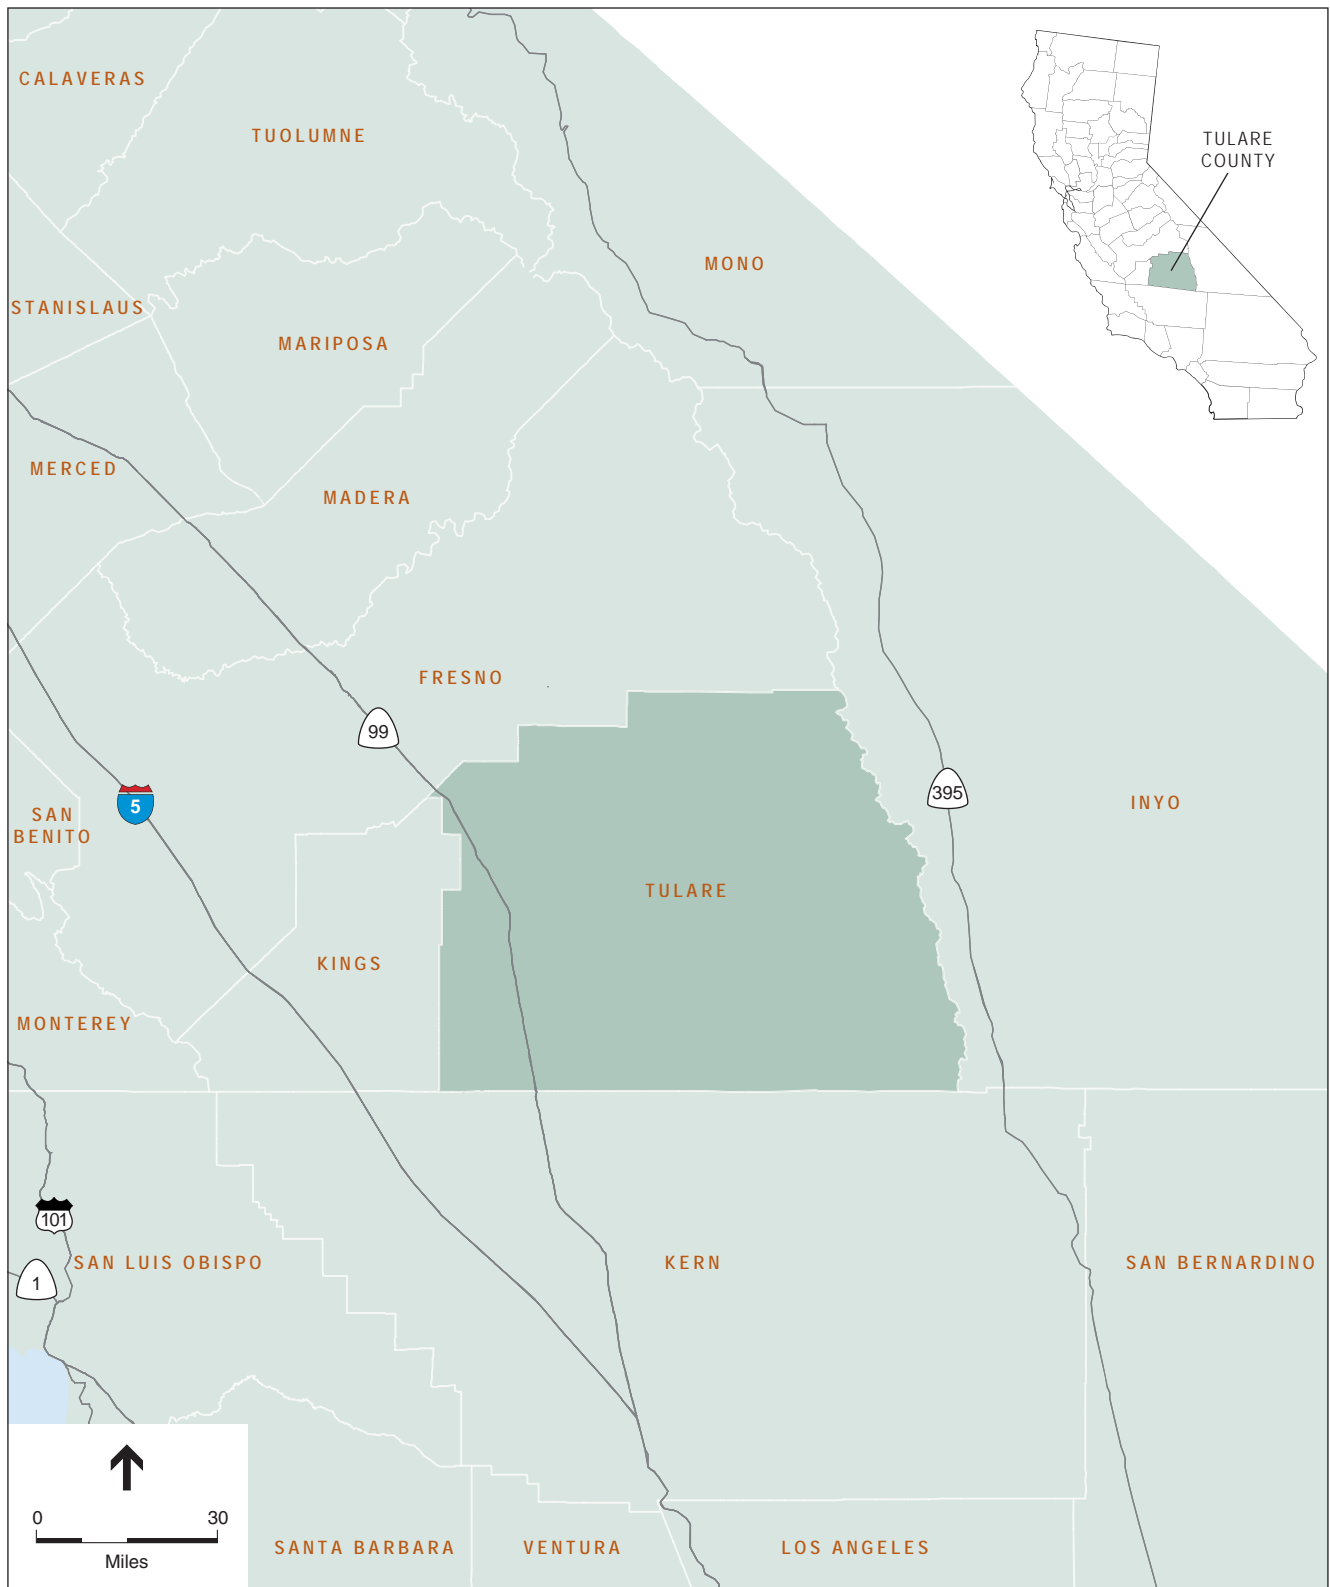 CALAVERAS
TUOLUMNE
TULARE
COUNTY
MONO
STANISLAUS
MARIPOSA
MERCED
MADERA
FRESNO
99
395
5
SAN
BENITO
INYO
TULARE
KINGS
MONTEREY
101
SAN LUIS OBISPO
KERN
SAN BERNARDINO
1
0 30
Miles
SANTA BARBARA
VENTURA
LOS ANGELES